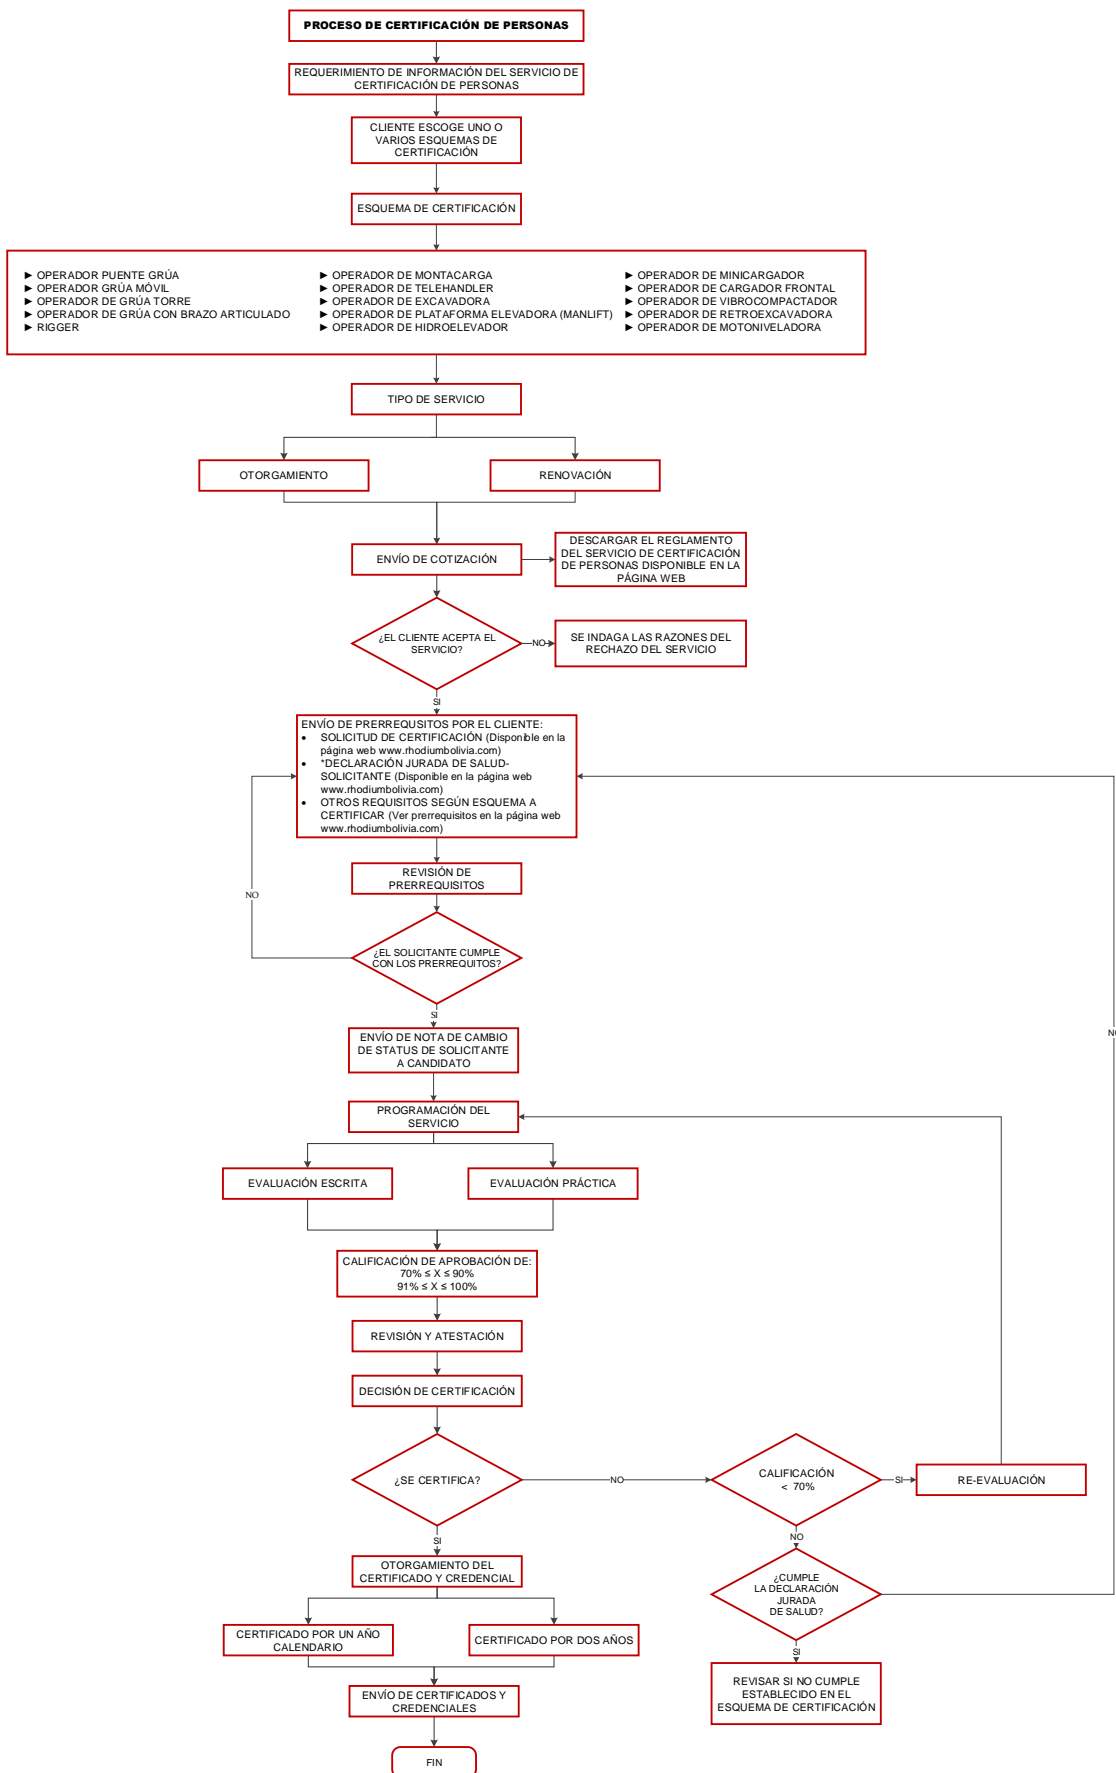 PROCESO DE CERTIFICACIÓN DE PERSONAS
REQUERIMIENTO DE INFORMACIÓN DEL SERVICIO DE
CERTIFICACIÓN DE PERSONAS
CLIENTE ESCOGE UNO O
VARIOS ESQUEMAS DE
CERTIFICACIÓN
ESQUEMA DE CERTIFICACIÓN
► OPERADOR PUENTE GRÚA
► OPERADOR GRÚA MÓVIL
► OPERADOR DE GRÚA TORRE
► OPERADOR DE GRÚA CON BRAZO ARTICULADO
► RIGGER
► OPERADOR DE MONTACARGA
► OPERADOR DE TELEHANDLER
► OPERADOR DE EXCAVADORA
► OPERADOR DE PLATAFORMA ELEVADORA (MANLIFT)
► OPERADOR DE HIDROELEVADOR
► OPERADOR DE MINICARGADOR
► OPERADOR DE CARGADOR FRONTAL
► OPERADOR DE VIBROCOMPACTADOR
► OPERADOR DE RETROEXCAVADORA
► OPERADOR DE MOTONIVELADORA
TIPO DE SERVICIO
OTORGAMIENTO
RENOVACIÓN
ENVÍO DE COTIZACIÓN
DESCARGAR EL REGLAMENTO
DEL SERVICIO DE CERTIFICACIÓN
DE PERSONAS DISPONIBLE EN LA
PÁGINA WEB
¿EL CLIENTE ACEPTA EL
SERVICIO?
NO
SE INDAGA LAS RAZONES DEL
RECHAZO DEL SERVICIO
SI
ENVÍO DE PRERREQUSITOS POR EL CLIENTE:
• SOLICITUD DE CERTIFICACIÓN (Disponible en la
página web www.rhodiumbolivia.com)
• *DECLARACIÓN JURADA DE SALUD-
SOLICITANTE (Disponible en la página web
www.rhodiumbolivia.com)
• OTROS REQUISITOS SEGÚN ESQUEMA A
CERTIFICAR (Ver prerrequisitos en la página web
www.rhodiumbolivia.com)
REVISIÓN DE
PRERREQUISITOS
NO
¿EL SOLICITANTE CUMPLE
CON LOS PRERREQUITOS?
SI
ENVÍO DE NOTA DE CAMBIO
DE STATUS DE SOLICITANTE
A CANDIDATO
PROGRAMACIÓN DEL
SERVICIO
EVALUACIÓN ESCRITA
EVALUACIÓN PRÁCTICA
CALIFICACIÓN DE APROBACIÓN DE:
70% ≤ X ≤ 90%
91% ≤ X ≤ 100%
REVISIÓN Y ATESTACIÓN
DECISIÓN DE CERTIFICACIÓN
¿SE CERTIFICA?
NO
CALIFICACIÓN
< 70%
SI
RE-EVALUACIÓN
NO
¿CUMPLE
LA DECLARACIÓN
JURADA
DE SALUD?
SI
REVISAR SI NO CUMPLE
ESTABLECIDO EN EL
ESQUEMA DE CERTIFICACIÓN
SI
OTORGAMIENTO DEL
CERTIFICADO Y CREDENCIAL
CERTIFICADO POR UN AÑO
CALENDARIO
CERTIFICADO POR DOS AÑOS
ENVÍO DE CERTIFICADOS Y
CREDENCIALES
FIN